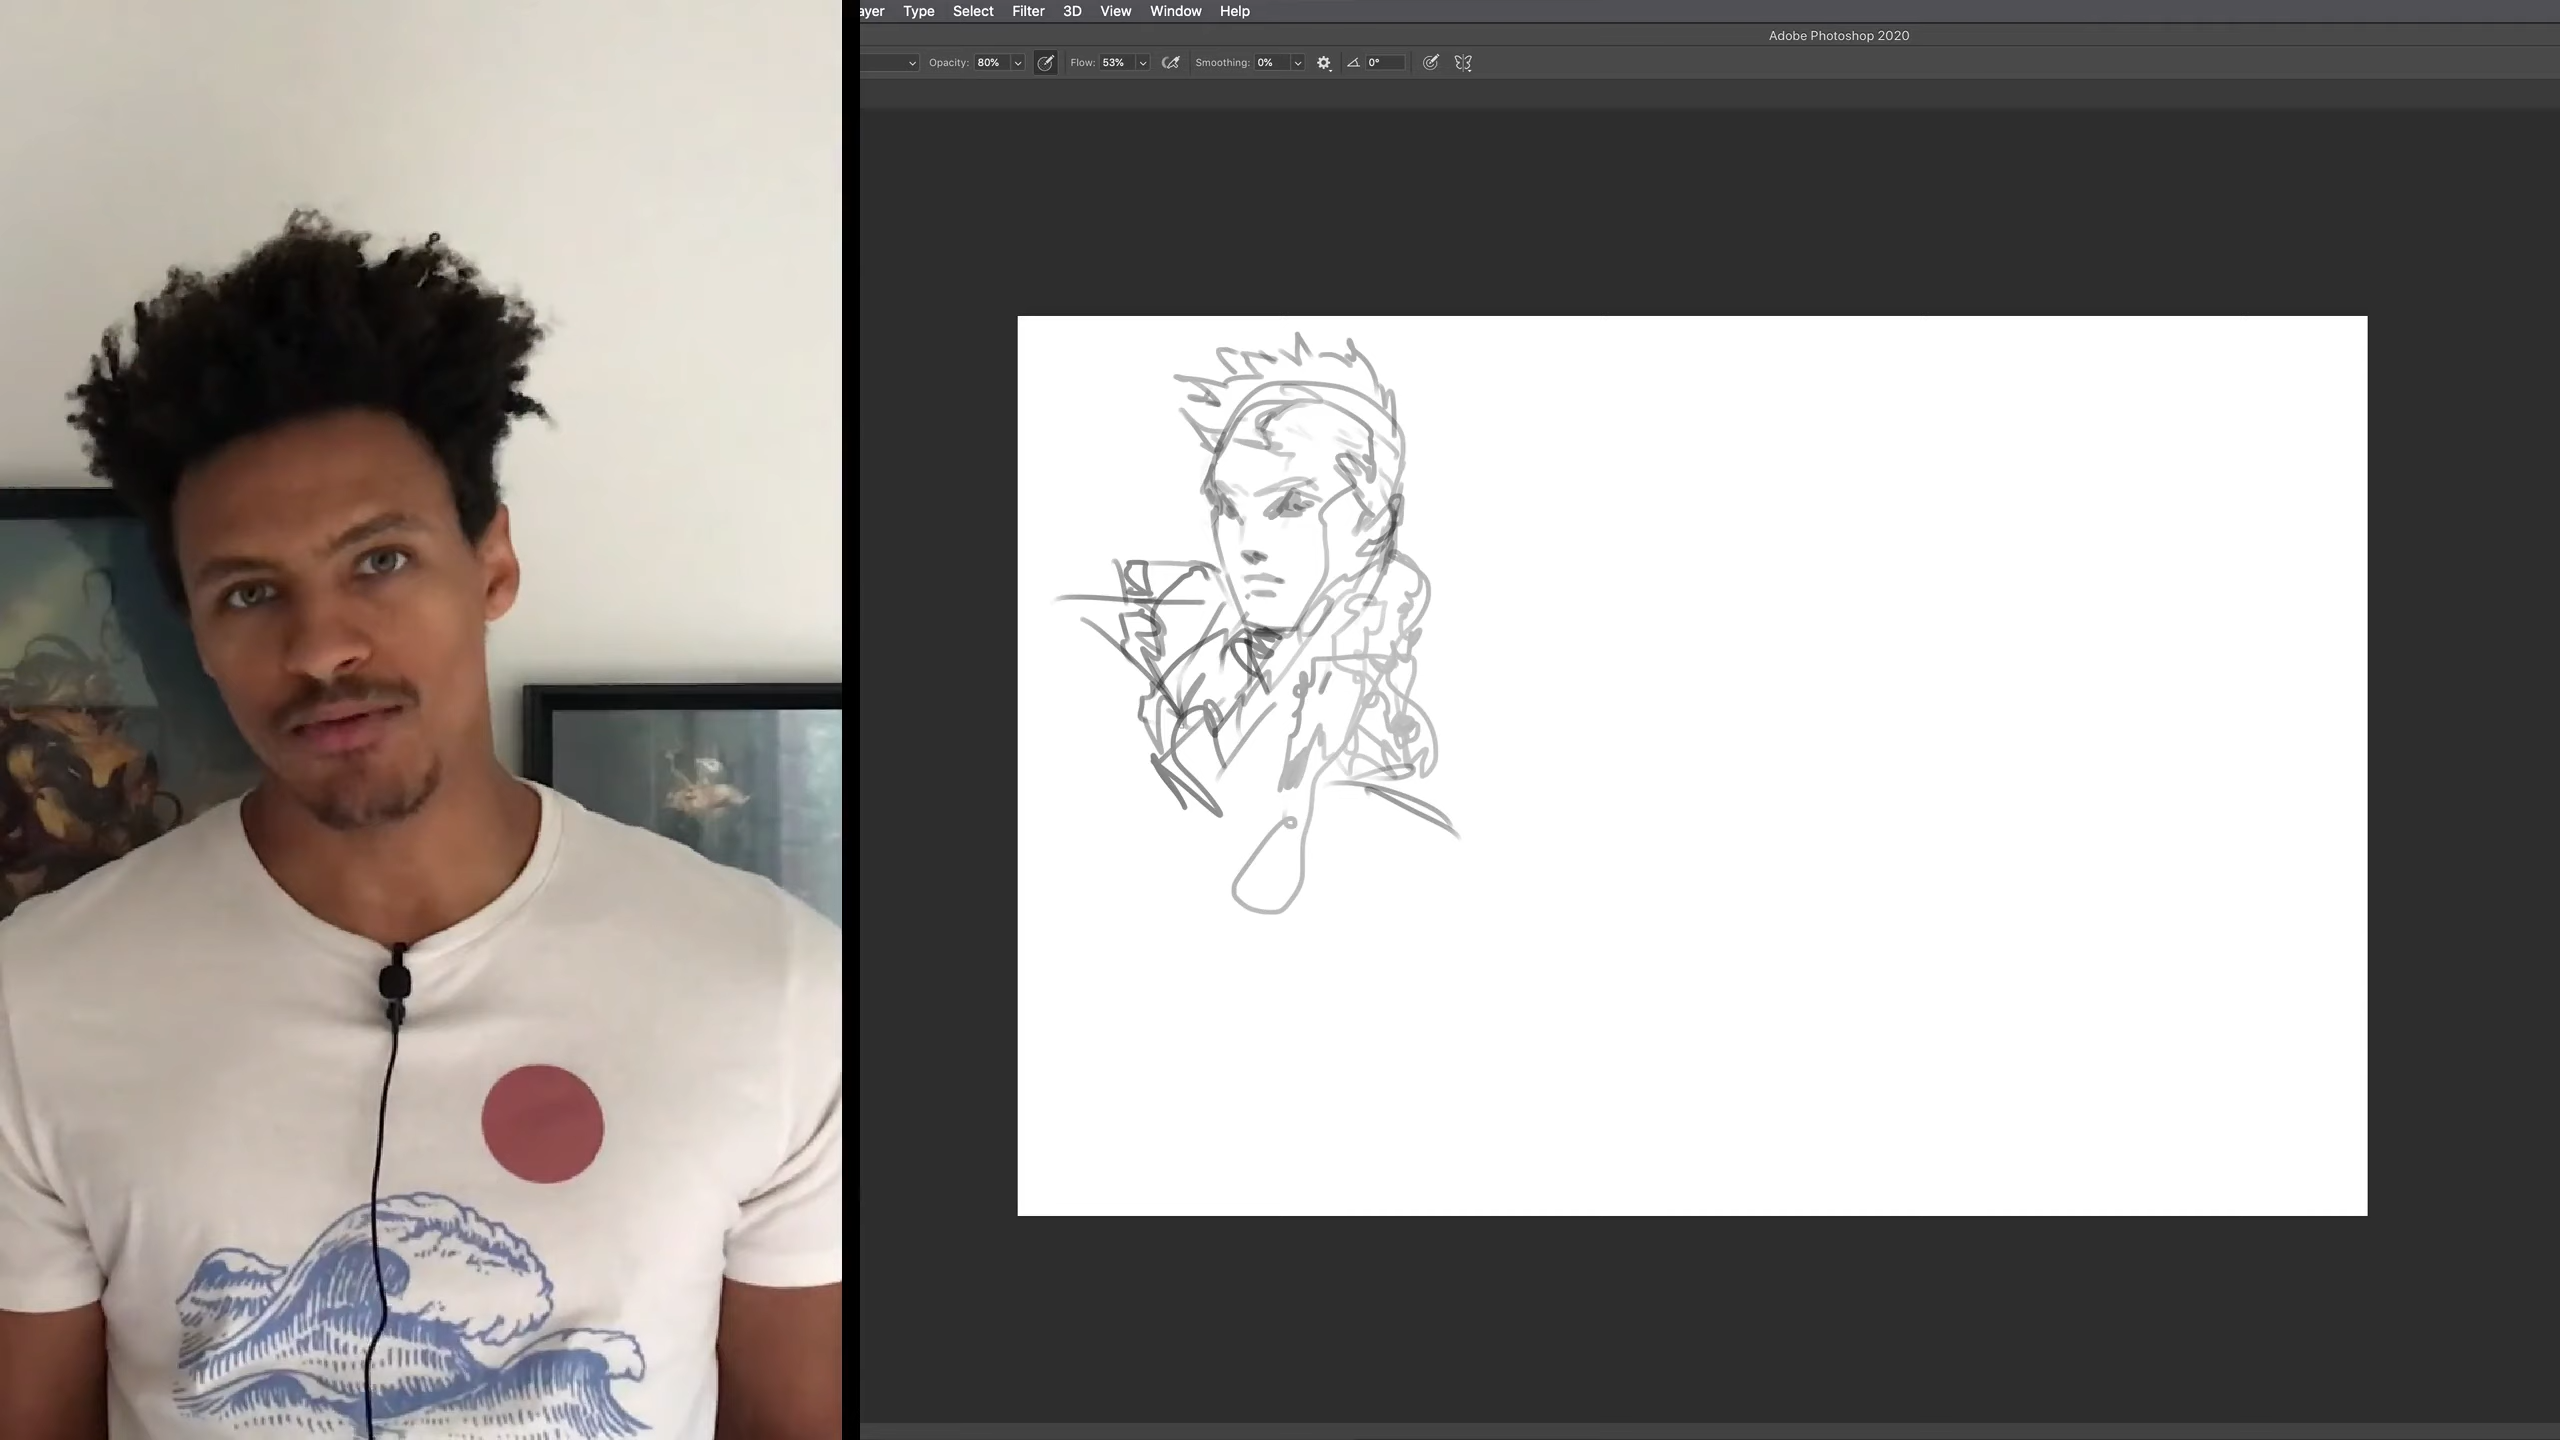 ayer Type Select Filter 3D View Window Help
Adobe Photoshop 2020
Opacity: 80% Flow: 53% Smoothing: 0% 0°